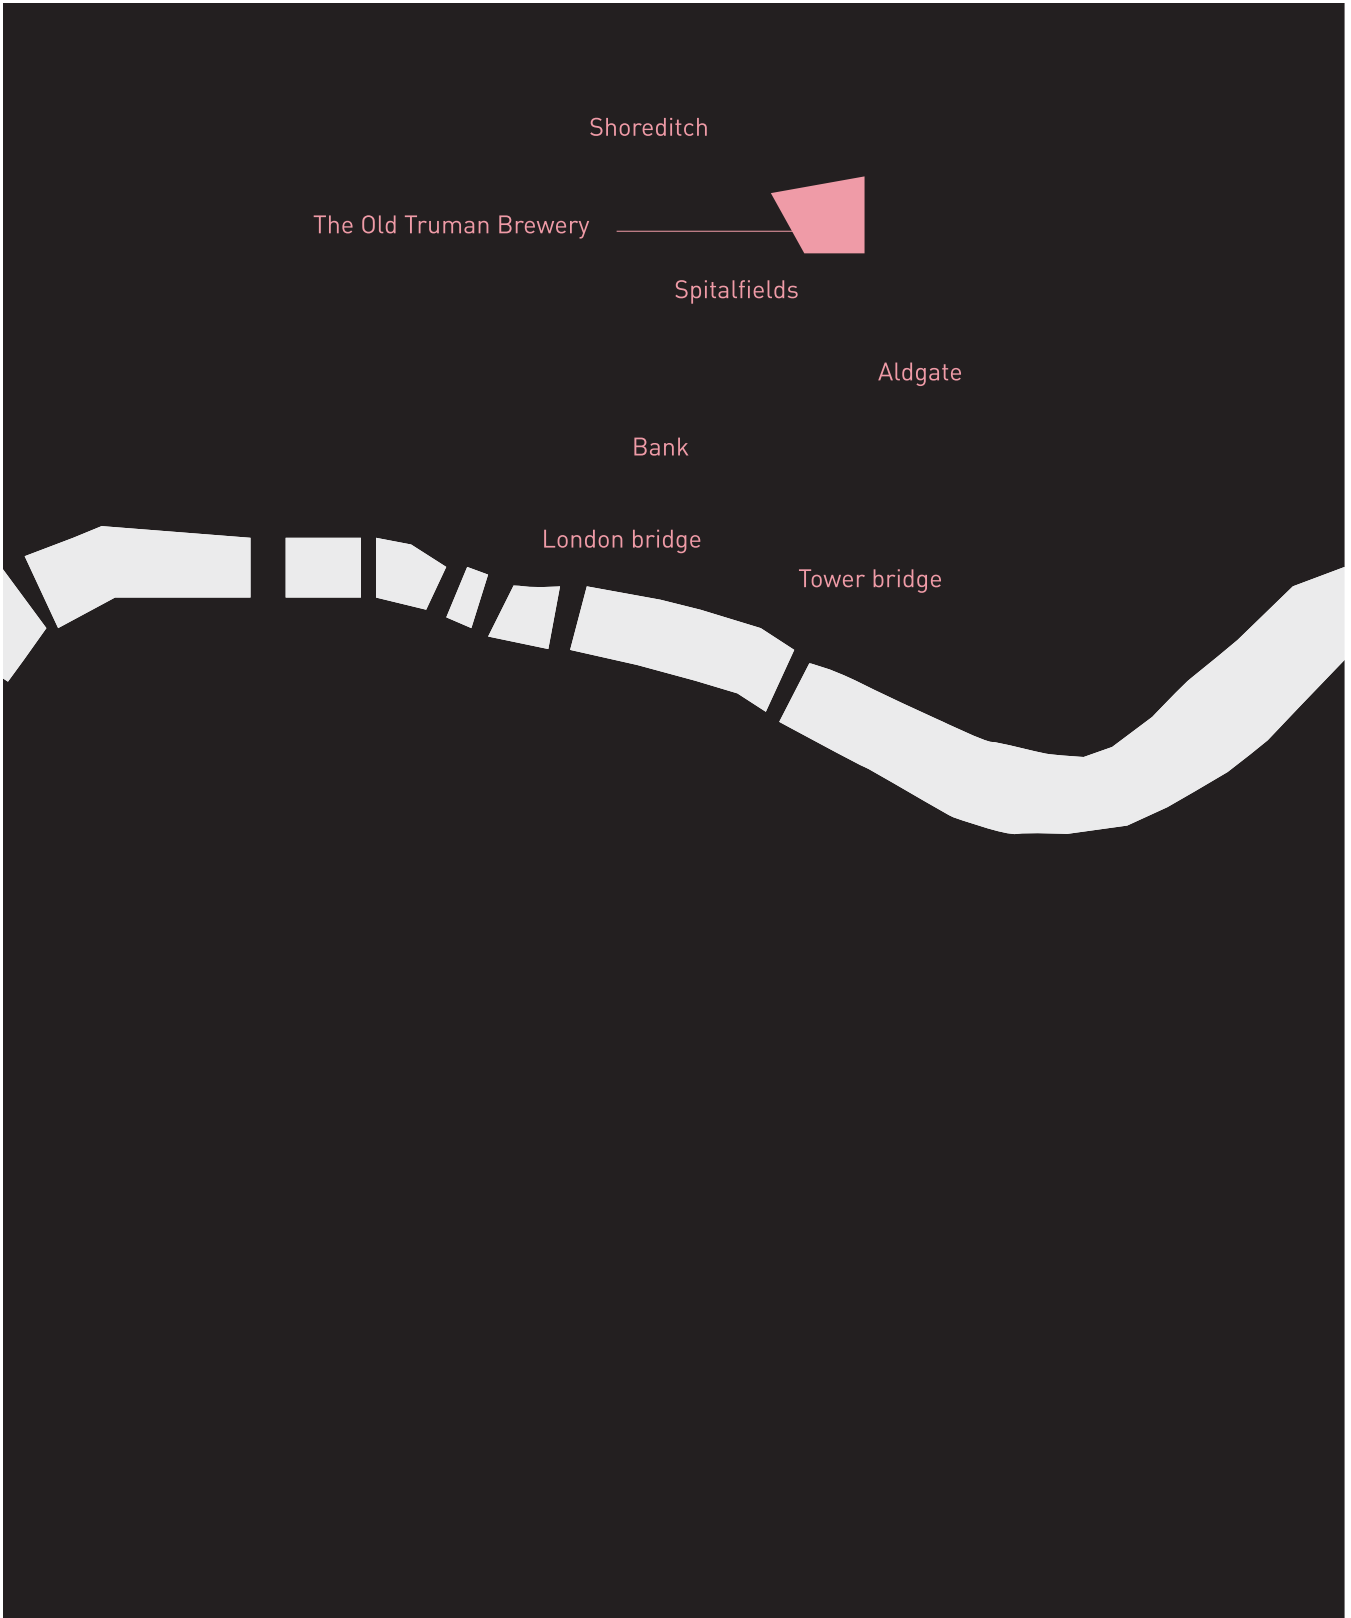 Shoreditch
The Old Truman Brewery
Spitalfields
Aldgate
Bank
London bridge
Tower bridge